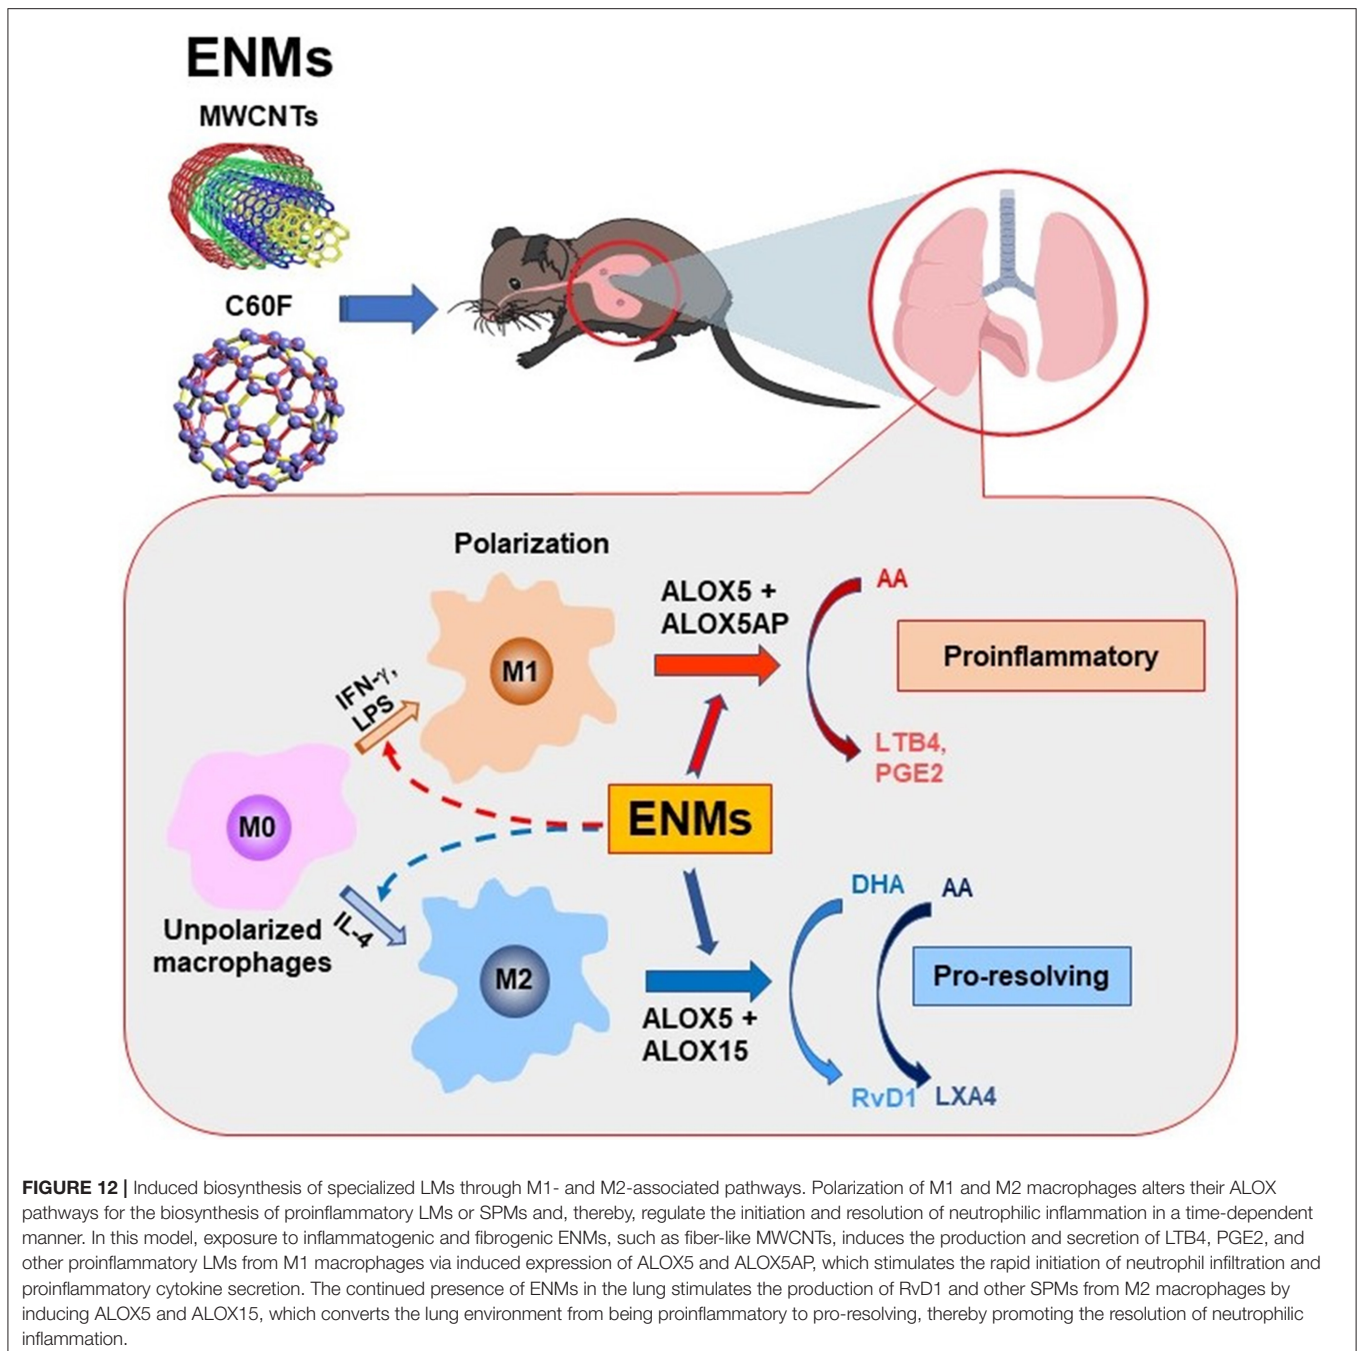 ENMs
MWCNTs
C60F
Polarization
ALOX5 +
ALOX5AP
AA
Proinflammatory
M1
IFN-γ,
LPS
LTB4,
PGE2
M0
ENMs
Unpolarized
macrophages
IL-4
M2
DHA
AA
Pro-resolving
ALOX5 +
ALOX15
RvD1
LXA4
FIGURE 12 | Induced biosynthesis of specialized LMs through M1- and M2-associated pathways. Polarization of M1 and M2 macrophages alters their ALOX
pathways for the biosynthesis of proinflammatory LMs or SPMs and, thereby, regulate the initiation and resolution of neutrophilic inflammation in a time-dependent
manner. In this model, exposure to inflammatogenic and fibrogenic ENMs, such as fiber-like MWCNTs, induces the production and secretion of LTB4, PGE2, and
other proinflammatory LMs from M1 macrophages via induced expression of ALOX5 and ALOX5AP, which stimulates the rapid initiation of neutrophil infiltration and
proinflammatory cytokine secretion. The continued presence of ENMs in the lung stimulates the production of RvD1 and other SPMs from M2 macrophages by
inducing ALOX5 and ALOX15, which converts the lung environment from being proinflammatory to pro-resolving, thereby promoting the resolution of neutrophilic
inflammation.